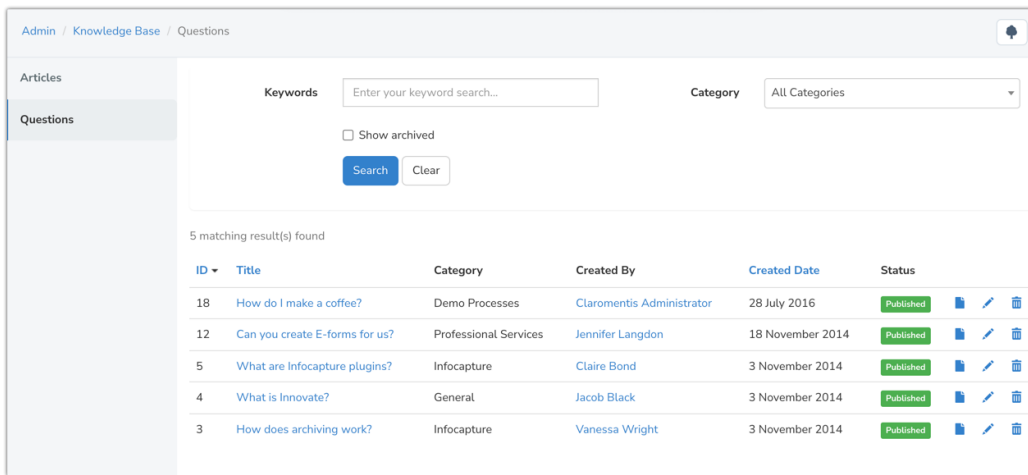 Admin / Knowledge Base / Questions
Articles
Questions
Keywords Enter your keyword search... Category All Categories
Show archived
Search Clear
5 matching result(s) found
ID Title Category Created By Created Date Status
18 How do I make a coffee? Demo Processes Claromentis Administrator 28 July 2016 Published
12 Can you create E-forms for us? Professional Services Jennifer Langdon 18 November 2014 Published
5 What are Infocapture plugins? Infocapture Claire Bond 3 November 2014 Published
4 What is Innovate? General Jacob Black 3 November 2014 Published
3 How does archiving work? Infocapture Vanessa Wright 3 November 2014 Published